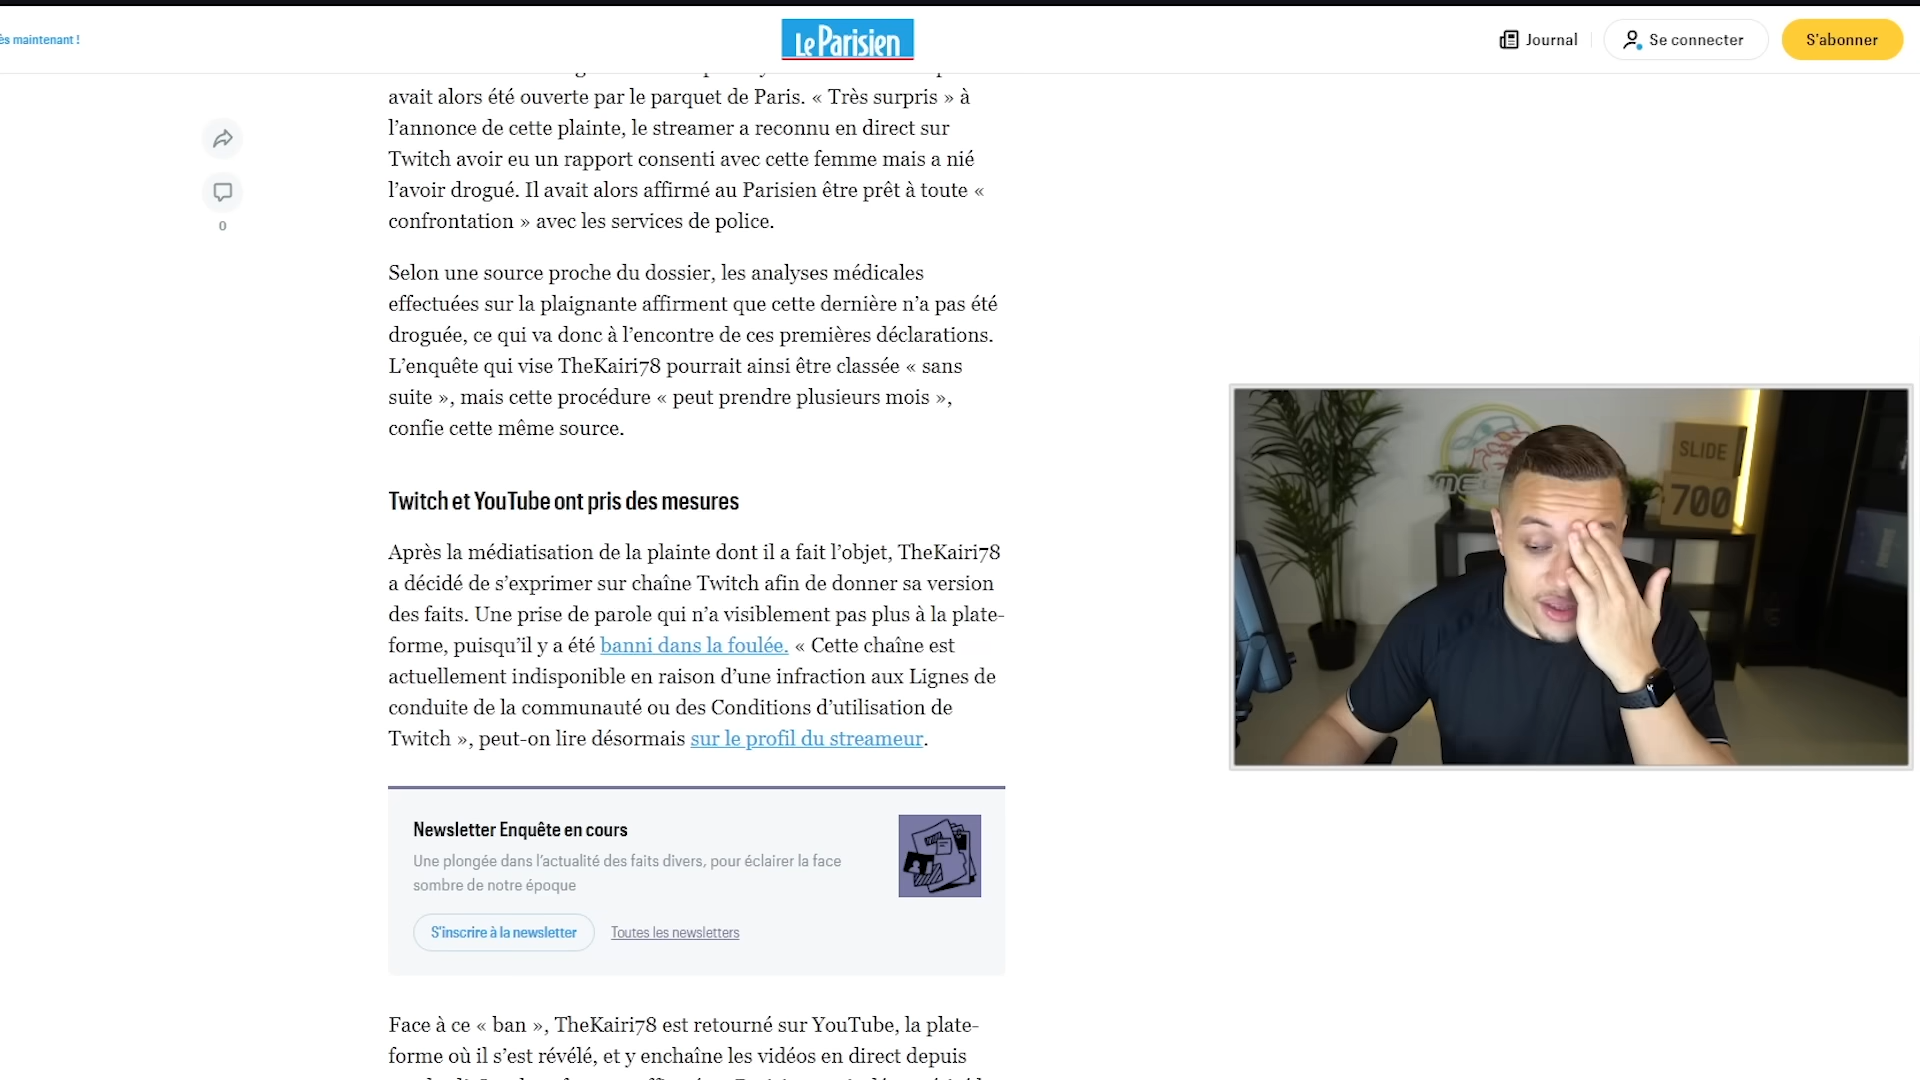 ès maintenant !
Le Parisien
Journal
Se connecter
S'abonner
avait alors été ouverte par le parquet de Paris. « Très surpris » à
l’annonce de cette plainte, le streamer a reconnu en direct sur
Twitch avoir eu un rapport consenti avec cette femme mais a nié
l’avoir drogué. Il avait alors affirmé au Parisien être prêt à toute «
confrontation » avec les services de police.
0
Selon une source proche du dossier, les analyses médicales
effectuées sur la plaignante affirment que cette dernière n’a pas été
droguée, ce qui va donc à l’encontre de ces premières déclarations.
L’enquête qui vise TheKairi78 pourrait ainsi être classée « sans
suite », mais cette procédure « peut prendre plusieurs mois »,
confie cette même source.
Twitch et YouTube ont pris des mesures
Après la médiatisation de la plainte dont il a fait l’objet, TheKairi78
a décidé de s’exprimer sur chaîne Twitch afin de donner sa version
des faits. Une prise de parole qui n’a visiblement pas plus à la plate-
forme, puisqu’il y a été banni dans la foulée. « Cette chaîne est
actuellement indisponible en raison d’une infraction aux Lignes de
conduite de la communauté ou des Conditions d’utilisation de
Twitch », peut-on lire désormais sur le profil du streameur.
Newsletter Enquête en cours
Une plongée dans l’actualité des faits divers, pour éclairer la face
sombre de notre époque
S'inscrire à la newsletter
Toutes les newsletters
Face à ce « ban », TheKairi78 est retourné sur YouTube, la plate-
forme où il s’est révélé, et y enchaîne les vidéos en direct depuis
SLIDE
700